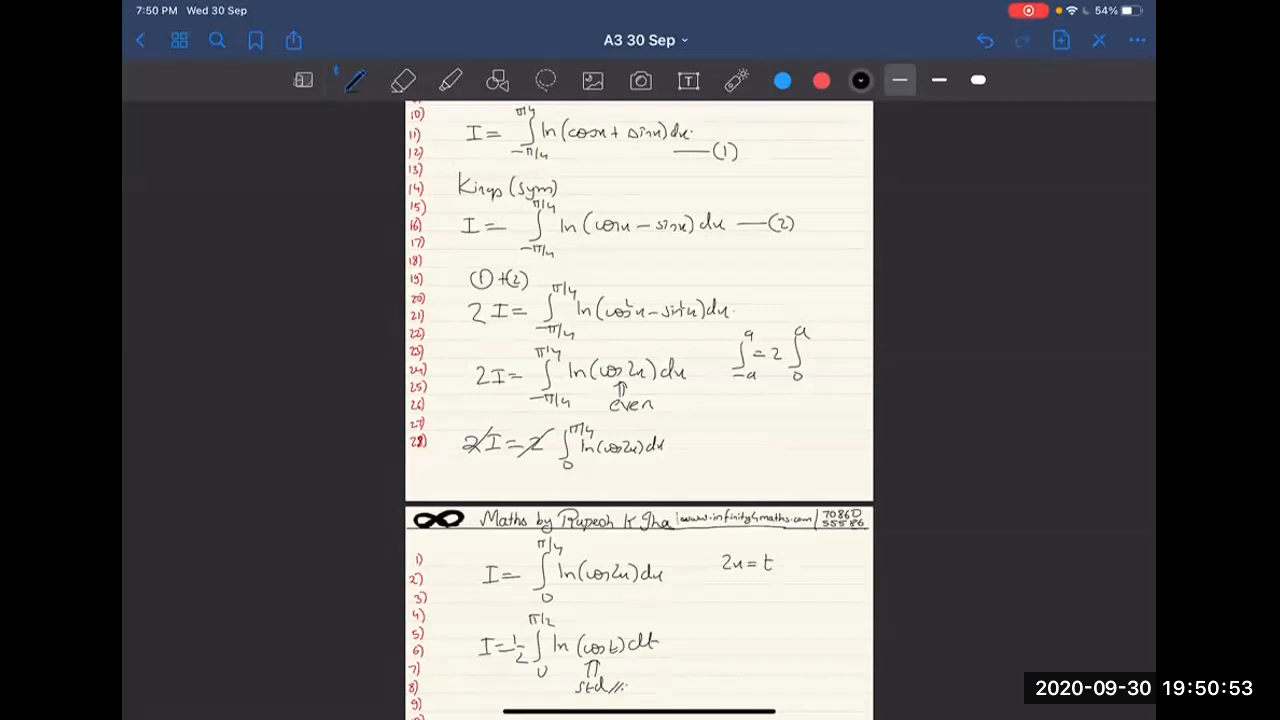 7:50 PM Wed 30 Sep
54%
A3 30 Sep
10)
11) I = ∫_{-π/4}^{π/4} ln(cosx + sinx)dx.
12) —(1)
13)
14) Kings (sym)
15)
16) I = ∫_{-π/4}^{π/4} ln(cosx - sinx)dx —(2)
17)
18)
19) ①+(2)
20)
21) 2I = ∫_{-π/4}^{π/4} ln(cos²x - sin²x)dx.
22)
23) ∫_{-a}^{a} = 2∫_{0}^{a}
24) 2I = ∫_{-π/4}^{π/4} ln(cos2x)dx
25) ⇑
26) even
27)
28) 2I = 2∫_{0}^{π/4} ln(cos2x)dx
∞ Maths by Rupesh K Jha | www.infinity4maths.com | 70860 55586
1)
2) I = ∫_{0}^{π/4} ln(cos2x)dx 2x = t
3)
4)
5)
6) I = 1/2 ∫_{0}^{π/2} ln(cost)dt
7) ⇑
8) std //.
9)
2020-09-30 19:50:53